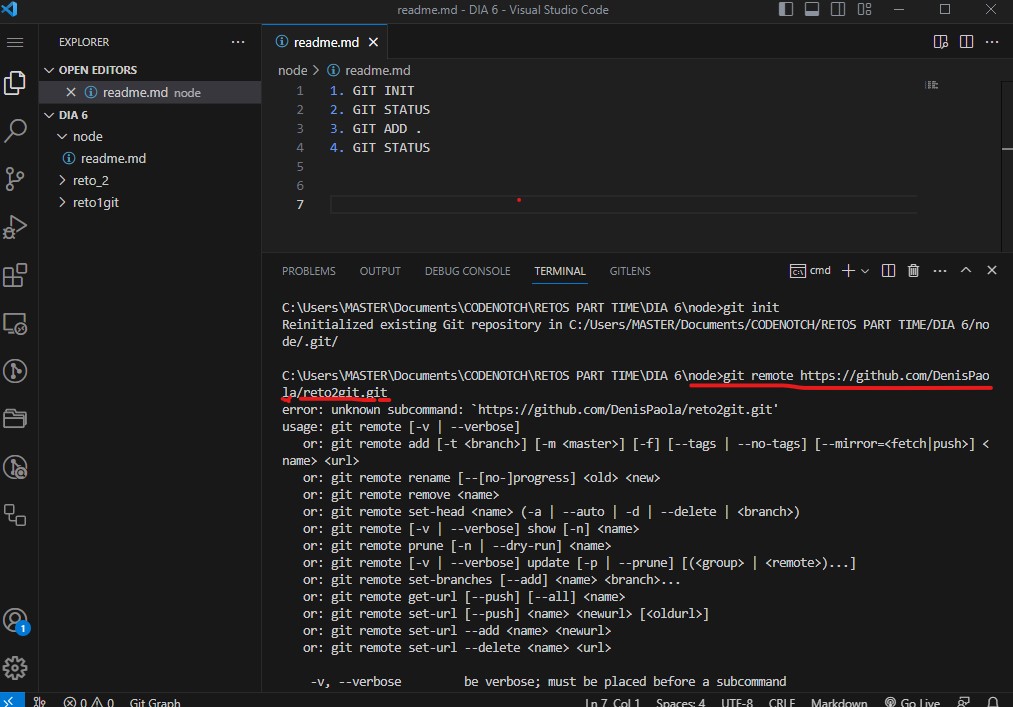 readme.md - DIA 6 - Visual Studio Code
EXPLORER
OPEN EDITORS
readme.md node
DIA 6
node
readme.md
reto_2
reto1git
readme.md
node > readme.md
1 1. GIT INIT
2 2. GIT STATUS
3 3. GIT ADD .
4 4. GIT STATUS
5
6
7
PROBLEMS OUTPUT DEBUG CONSOLE TERMINAL GITLENS
cmd
C:\Users\MASTER\Documents\CODENOTCH\RETOS PART TIME\DIA 6\node>git init
Reinitialized existing Git repository in C:/Users/MASTER/Documents/CODENOTCH/RETOS PART TIME/DIA 6/no
de/.git/
C:\Users\MASTER\Documents\CODENOTCH\RETOS PART TIME\DIA 6\node>git remote https://github.com/DenisPao
la/reto2git.git
error: unknown subcommand: `https://github.com/DenisPaola/reto2git.git'
usage: git remote [-v | --verbose]
or: git remote add [-t <branch>] [-m <master>] [-f] [--tags | --no-tags] [--mirror=<fetch|push>] <
name> <url>
or: git remote rename [--[no-]progress] <old> <new>
or: git remote remove <name>
or: git remote set-head <name> (-a | --auto | -d | --delete | <branch>)
or: git remote [-v | --verbose] show [-n] <name>
or: git remote prune [-n | --dry-run] <name>
or: git remote [-v | --verbose] update [-p | --prune] [(<group> | <remote>)...]
or: git remote set-branches [--add] <name> <branch>...
or: git remote get-url [--push] [--all] <name>
or: git remote set-url [--push] <name> <newurl> [<oldurl>]
or: git remote set-url --add <name> <newurl>
or: git remote set-url --delete <name> <url>
-v, --verbose be verbose; must be placed before a subcommand
1
0 0 Git Graph Ln 7, Col 1 Spaces: 4 UTF-8 CRLF Markdown Go Live